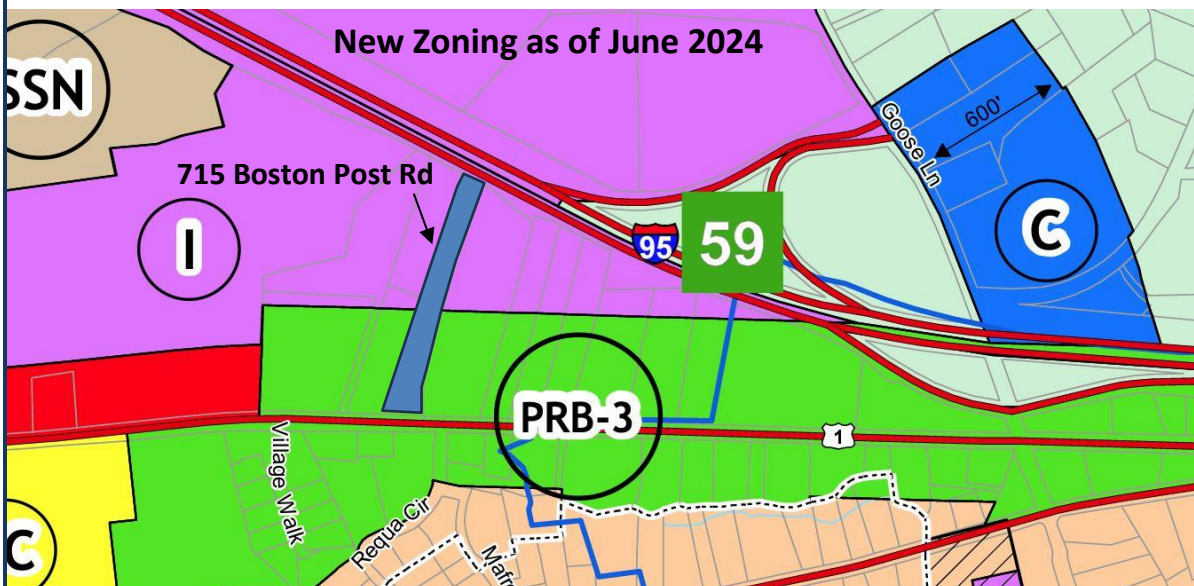 New Zoning as of June 2024
SSN
Goose Ln
600'
715 Boston Post Rd
I
95
59
C
PRB-3
1
Village Walk
Requa Cir
C